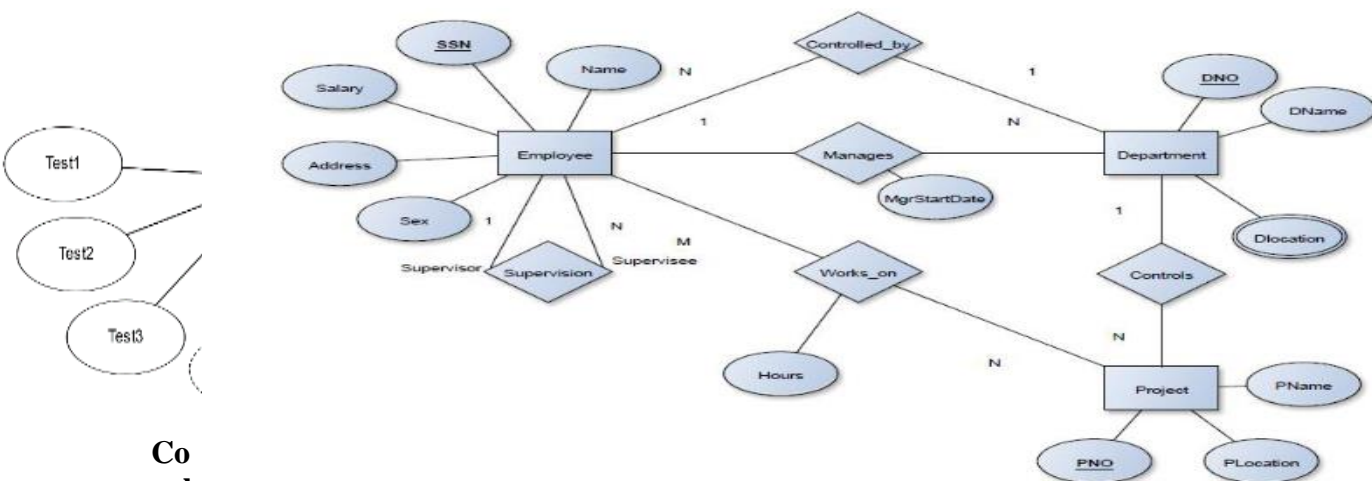 Controlled_by
SSN
Name
N
1
DNO
Salary
DName
1
N
Test1
Employee
Manages
Department
Address
MgrStartDate
Sex
1
N
1
Dlocation
Test2
M
Supervisor
Supervision
Supervisee
Works_on
Controls
Test3
N
N
Hours
Project
PName
Co
PNO
PLocation